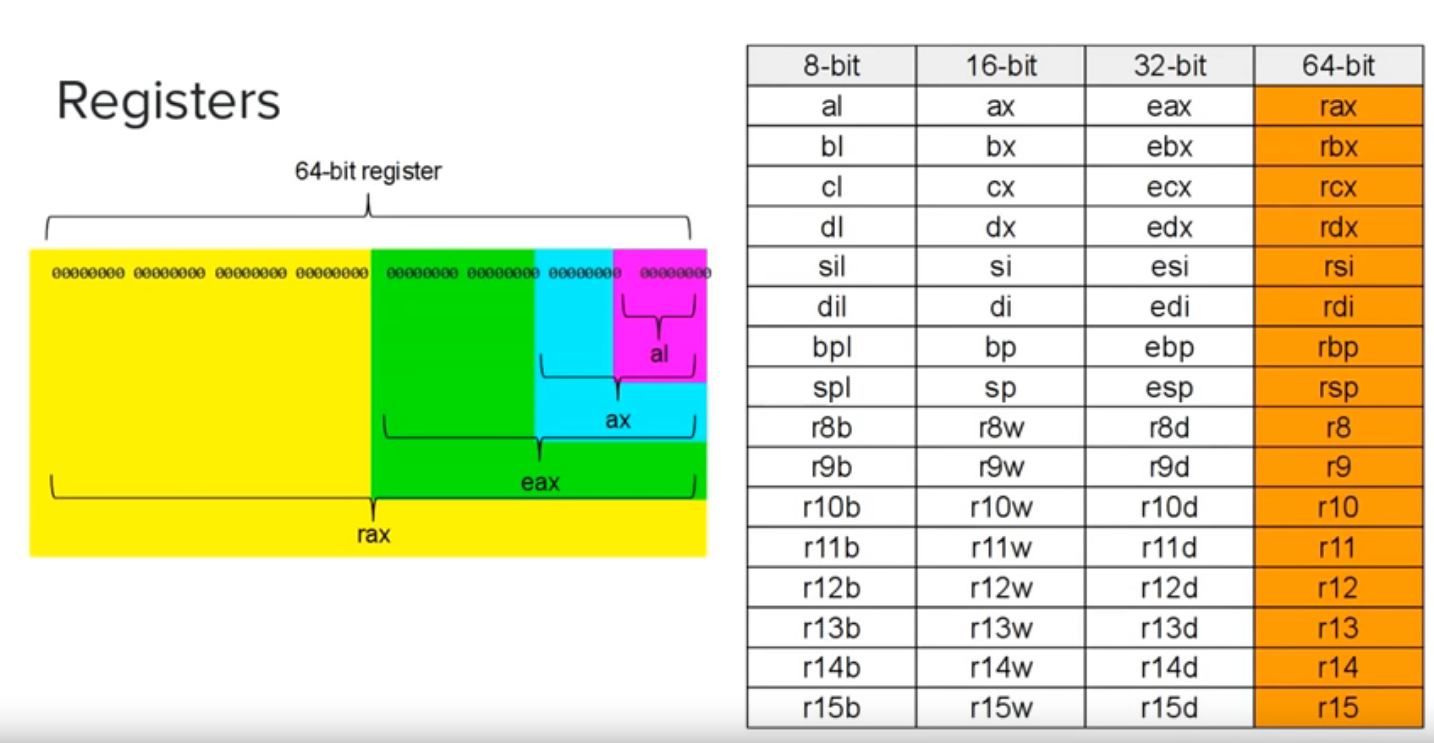 Registers
64-bit register
00000000 00000000 00000000 00000000 00000000 00000000 00000000 00000000
al
ax
eax
rax
8-bit 16-bit 32-bit 64-bit
al ax eax rax
bl bx ebx rbx
cl cx ecx rcx
dl dx edx rdx
sil si esi rsi
dil di edi rdi
bpl bp ebp rbp
spl sp esp rsp
r8b r8w r8d r8
r9b r9w r9d r9
r10b r10w r10d r10
r11b r11w r11d r11
r12b r12w r12d r12
r13b r13w r13d r13
r14b r14w r14d r14
r15b r15w r15d r15